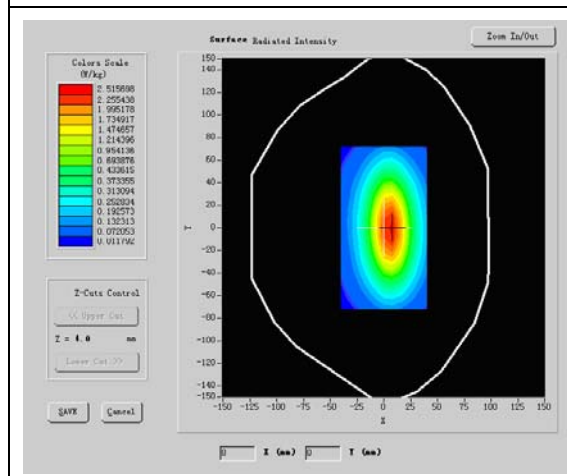 Surface Radiated Intensity
Zoom In/Out
Colors Scale
(W/kg)
2.515698
2.255438
1.995178
1.734917
1.474657
1.214396
0.954136
0.693876
0.433615
0.373355
0.313094
0.252834
0.192573
0.132313
0.072053
0.011792
150
140
120
100
80
60
40
20
0
-20
-40
-60
-80
-100
-120
-140
-150
Y
-150 -125 -100 -75 -50 -25 0 25 50 75 100 125 150
X
Z-Cuts Control
<< Upper Cut
Z = 4.0 mm
Lower Cut >>
SAVE Cancel
0 X (mm) 0 Y (mm)